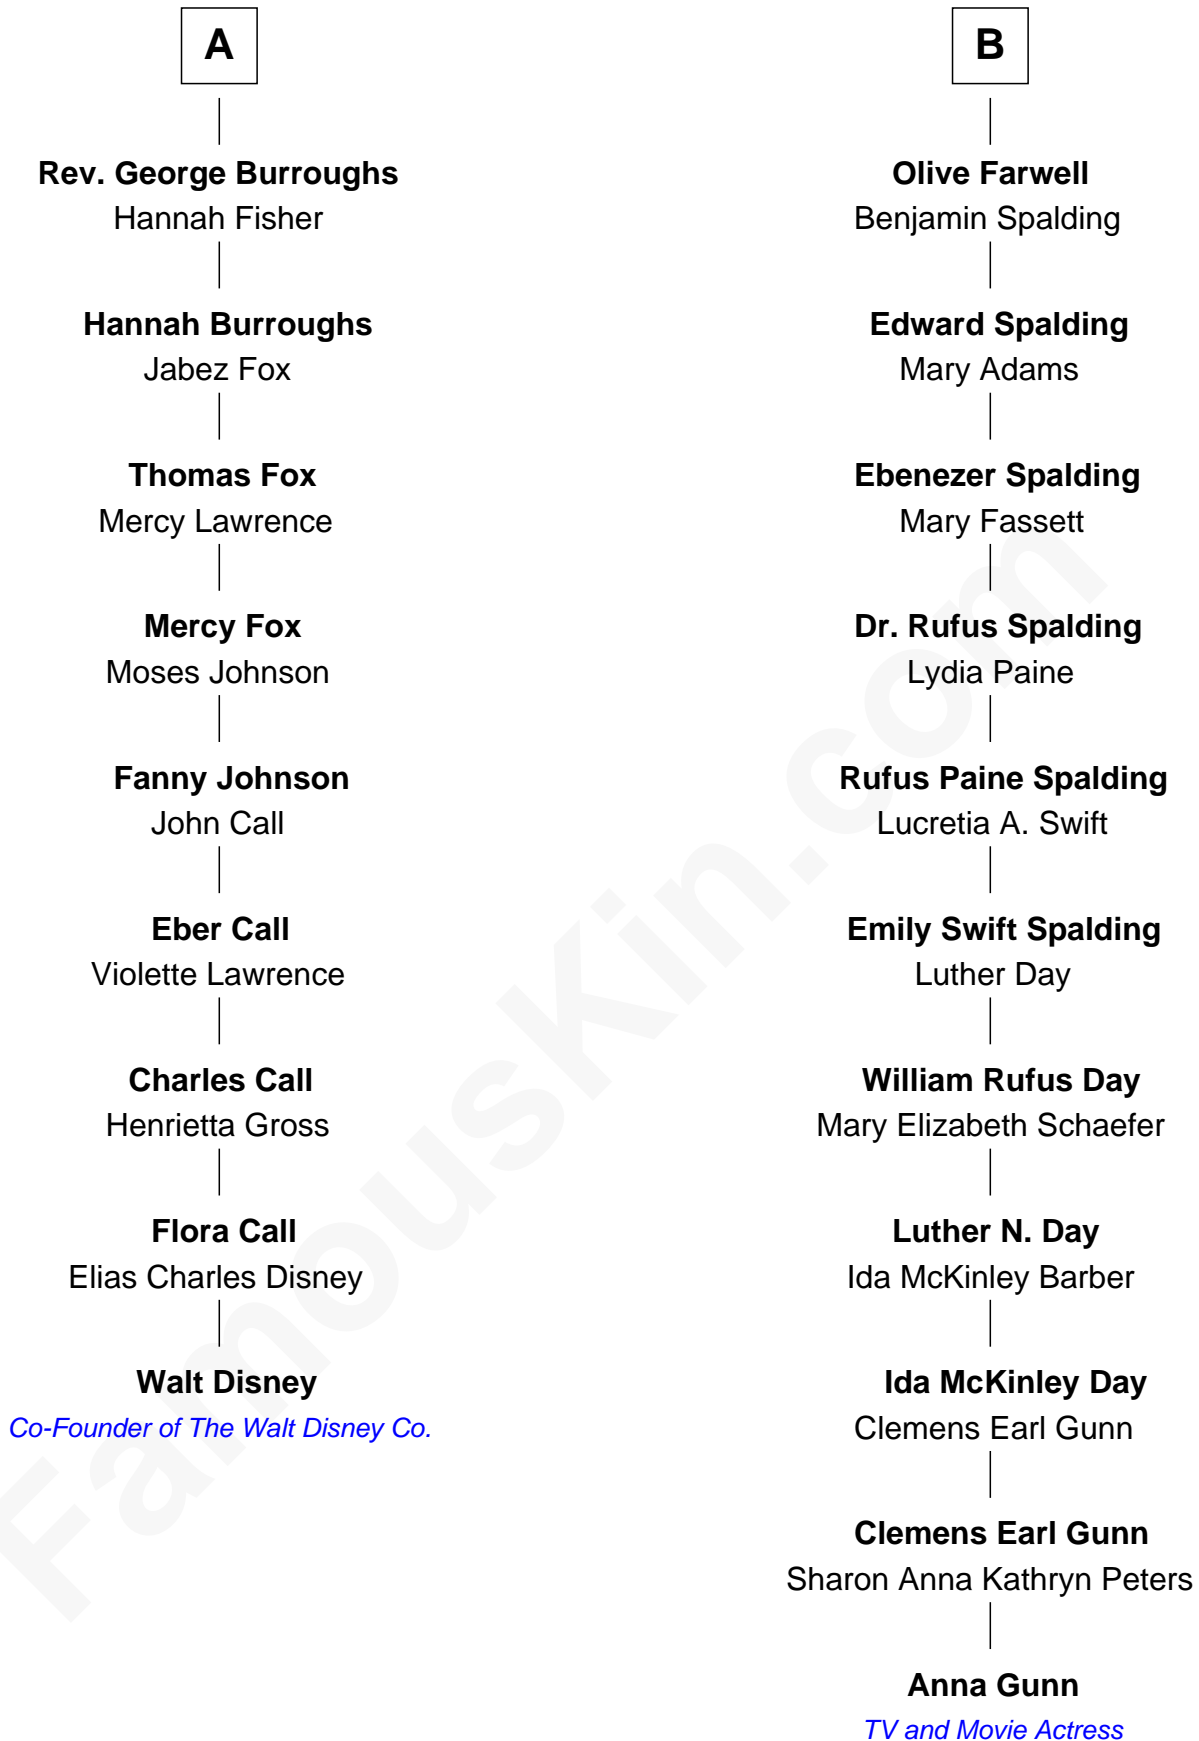 A
Rev. George Burroughs
Hannah Fisher
Hannah Burroughs
Jabez Fox
Thomas Fox
Mercy Lawrence
Mercy Fox
Moses Johnson
Fanny Johnson
John Call
Eber Call
Violette Lawrence
Charles Call
Henrietta Gross
Flora Call
Elias Charles Disney
Walt Disney
Co-Founder of The Walt Disney Co.
B
Olive Farwell
Benjamin Spalding
Edward Spalding
Mary Adams
Ebenezer Spalding
Mary Fassett
Dr. Rufus Spalding
Lydia Paine
Rufus Paine Spalding
Lucretia A. Swift
Emily Swift Spalding
Luther Day
William Rufus Day
Mary Elizabeth Schaefer
Luther N. Day
Ida McKinley Barber
Ida McKinley Day
Clemens Earl Gunn
Clemens Earl Gunn
Sharon Anna Kathryn Peters
Anna Gunn
TV and Movie Actress
FamousKin.com